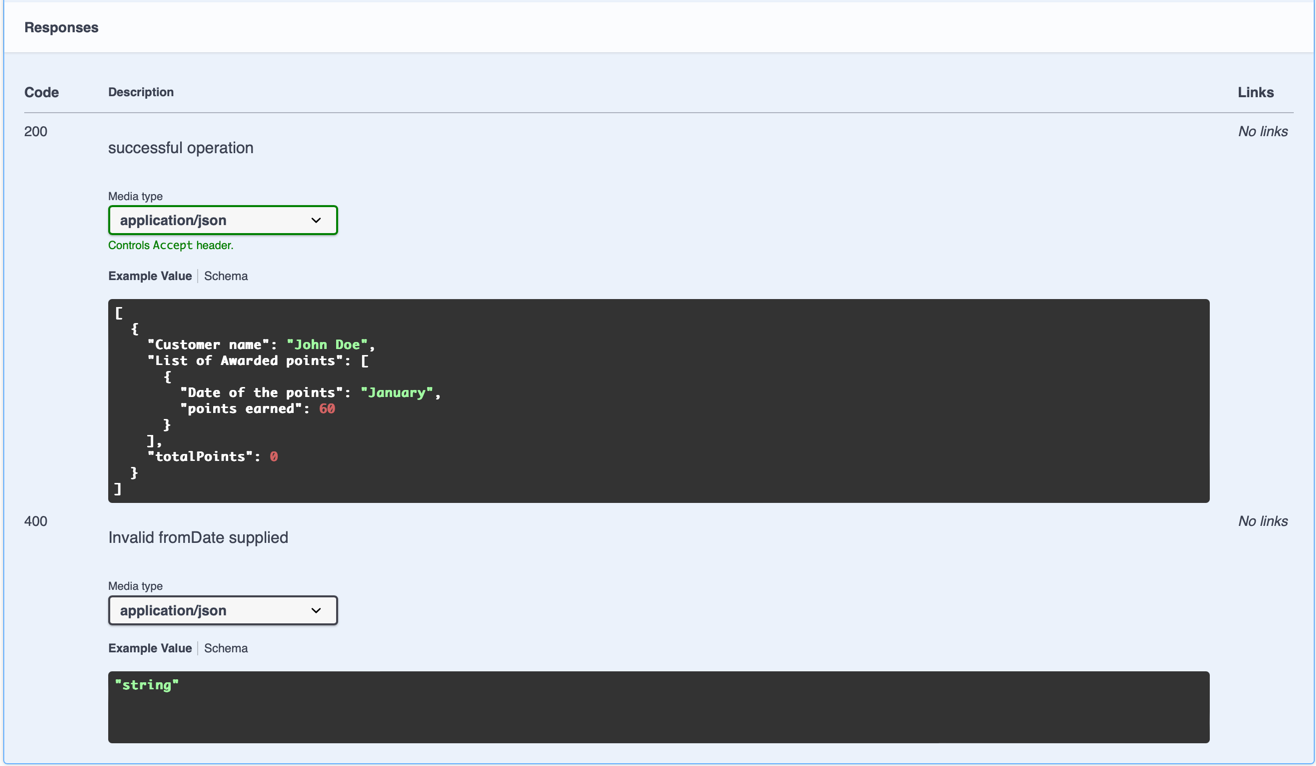 Responses
Code Description Links
200 No links
successful operation
Media type
application/json
Controls Accept header.
Example Value Schema
[
  {
    "Customer name": "John Doe",
    "List of Awarded points": [
      {
        "Date of the points": "January",
        "points earned": 60
      }
    ],
    "totalPoints": 0
  }
]
400 No links
Invalid fromDate supplied
Media type
application/json
Example Value Schema
"string"